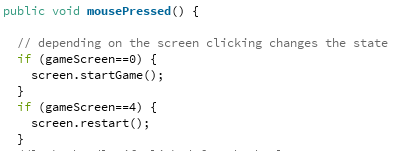 public void mousePressed() {
// depending on the screen clicking changes the state
if (gameScreen==0) {
screen.startGame();
}
if (gameScreen==4) {
screen.restart();
}